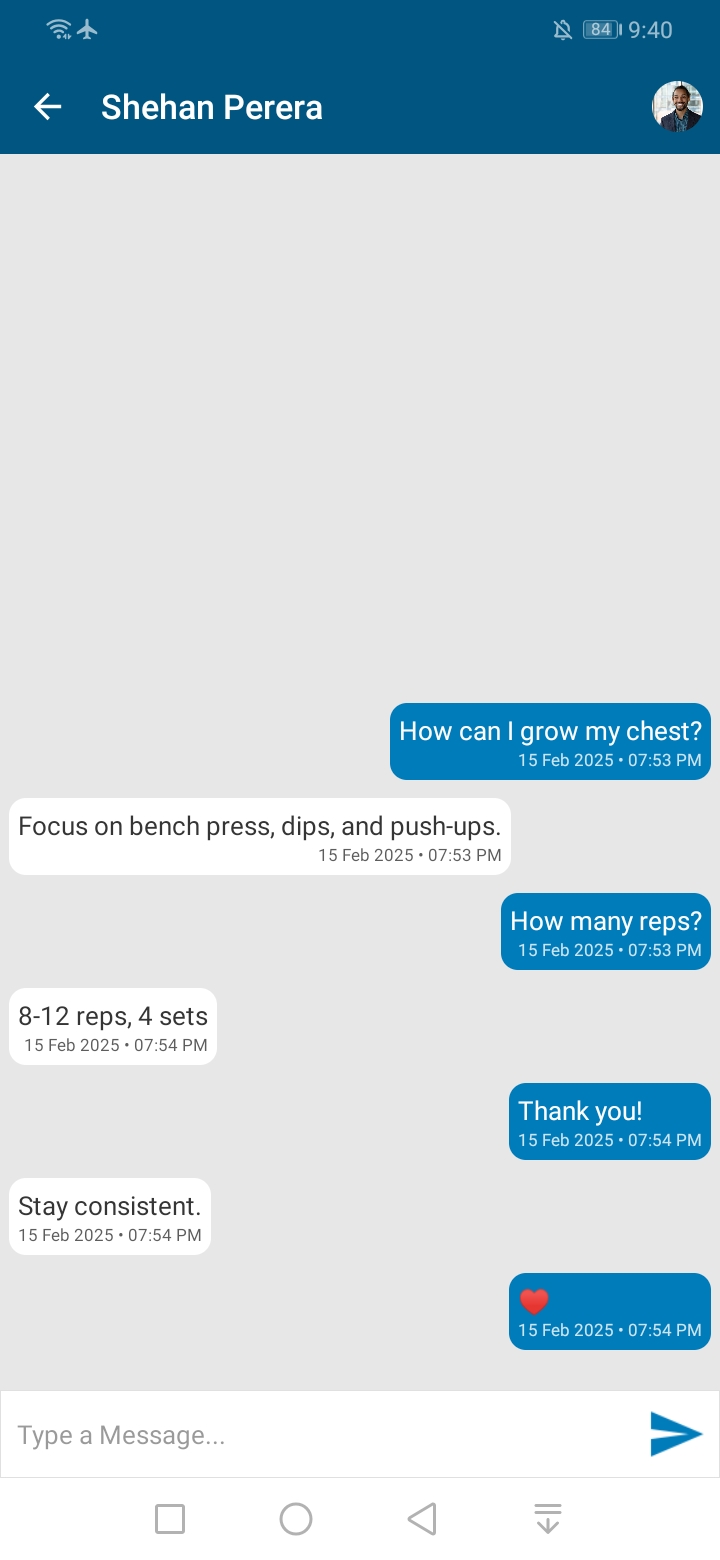 84 9:40
Shehan Perera
How can I grow my chest?
15 Feb 2025 • 07:53 PM
Focus on bench press, dips, and push-ups.
15 Feb 2025 • 07:53 PM
How many reps?
15 Feb 2025 • 07:53 PM
8-12 reps, 4 sets
15 Feb 2025 • 07:54 PM
Thank you!
15 Feb 2025 • 07:54 PM
Stay consistent.
15 Feb 2025 • 07:54 PM
❤️
15 Feb 2025 • 07:54 PM
Type a Message...